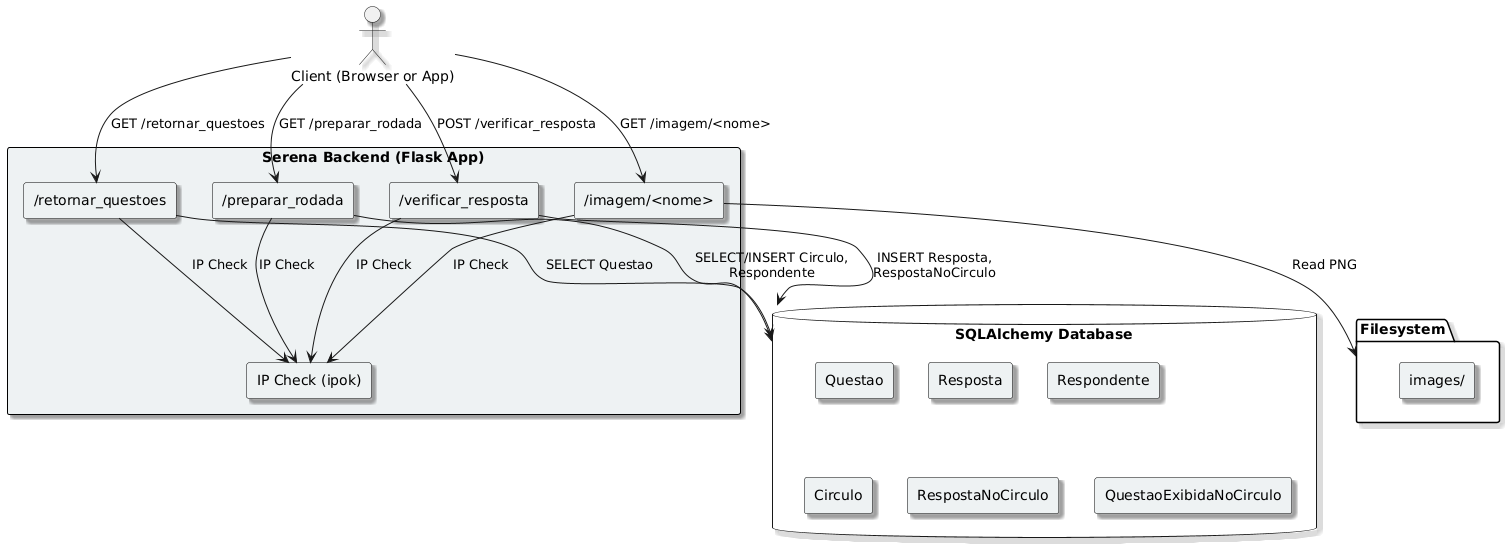 Client (Browser or App)
GET /retornar_questoes
GET /preparar_rodada
POST /verificar_resposta
GET /imagem/<nome>
Serena Backend (Flask App)
/retornar_questoes
/preparar_rodada
/verificar_resposta
/imagem/<nome>
IP Check
IP Check
IP Check
IP Check
SELECT Questao
SELECT/INSERT Circulo,
Respondente
INSERT Resposta,
RespostaNoCirculo
Read PNG
IP Check (ipok)
SQLAlchemy Database
Questao
Resposta
Respondente
Circulo
RespostaNoCirculo
QuestaoExibidaNoCirculo
Filesystem
images/